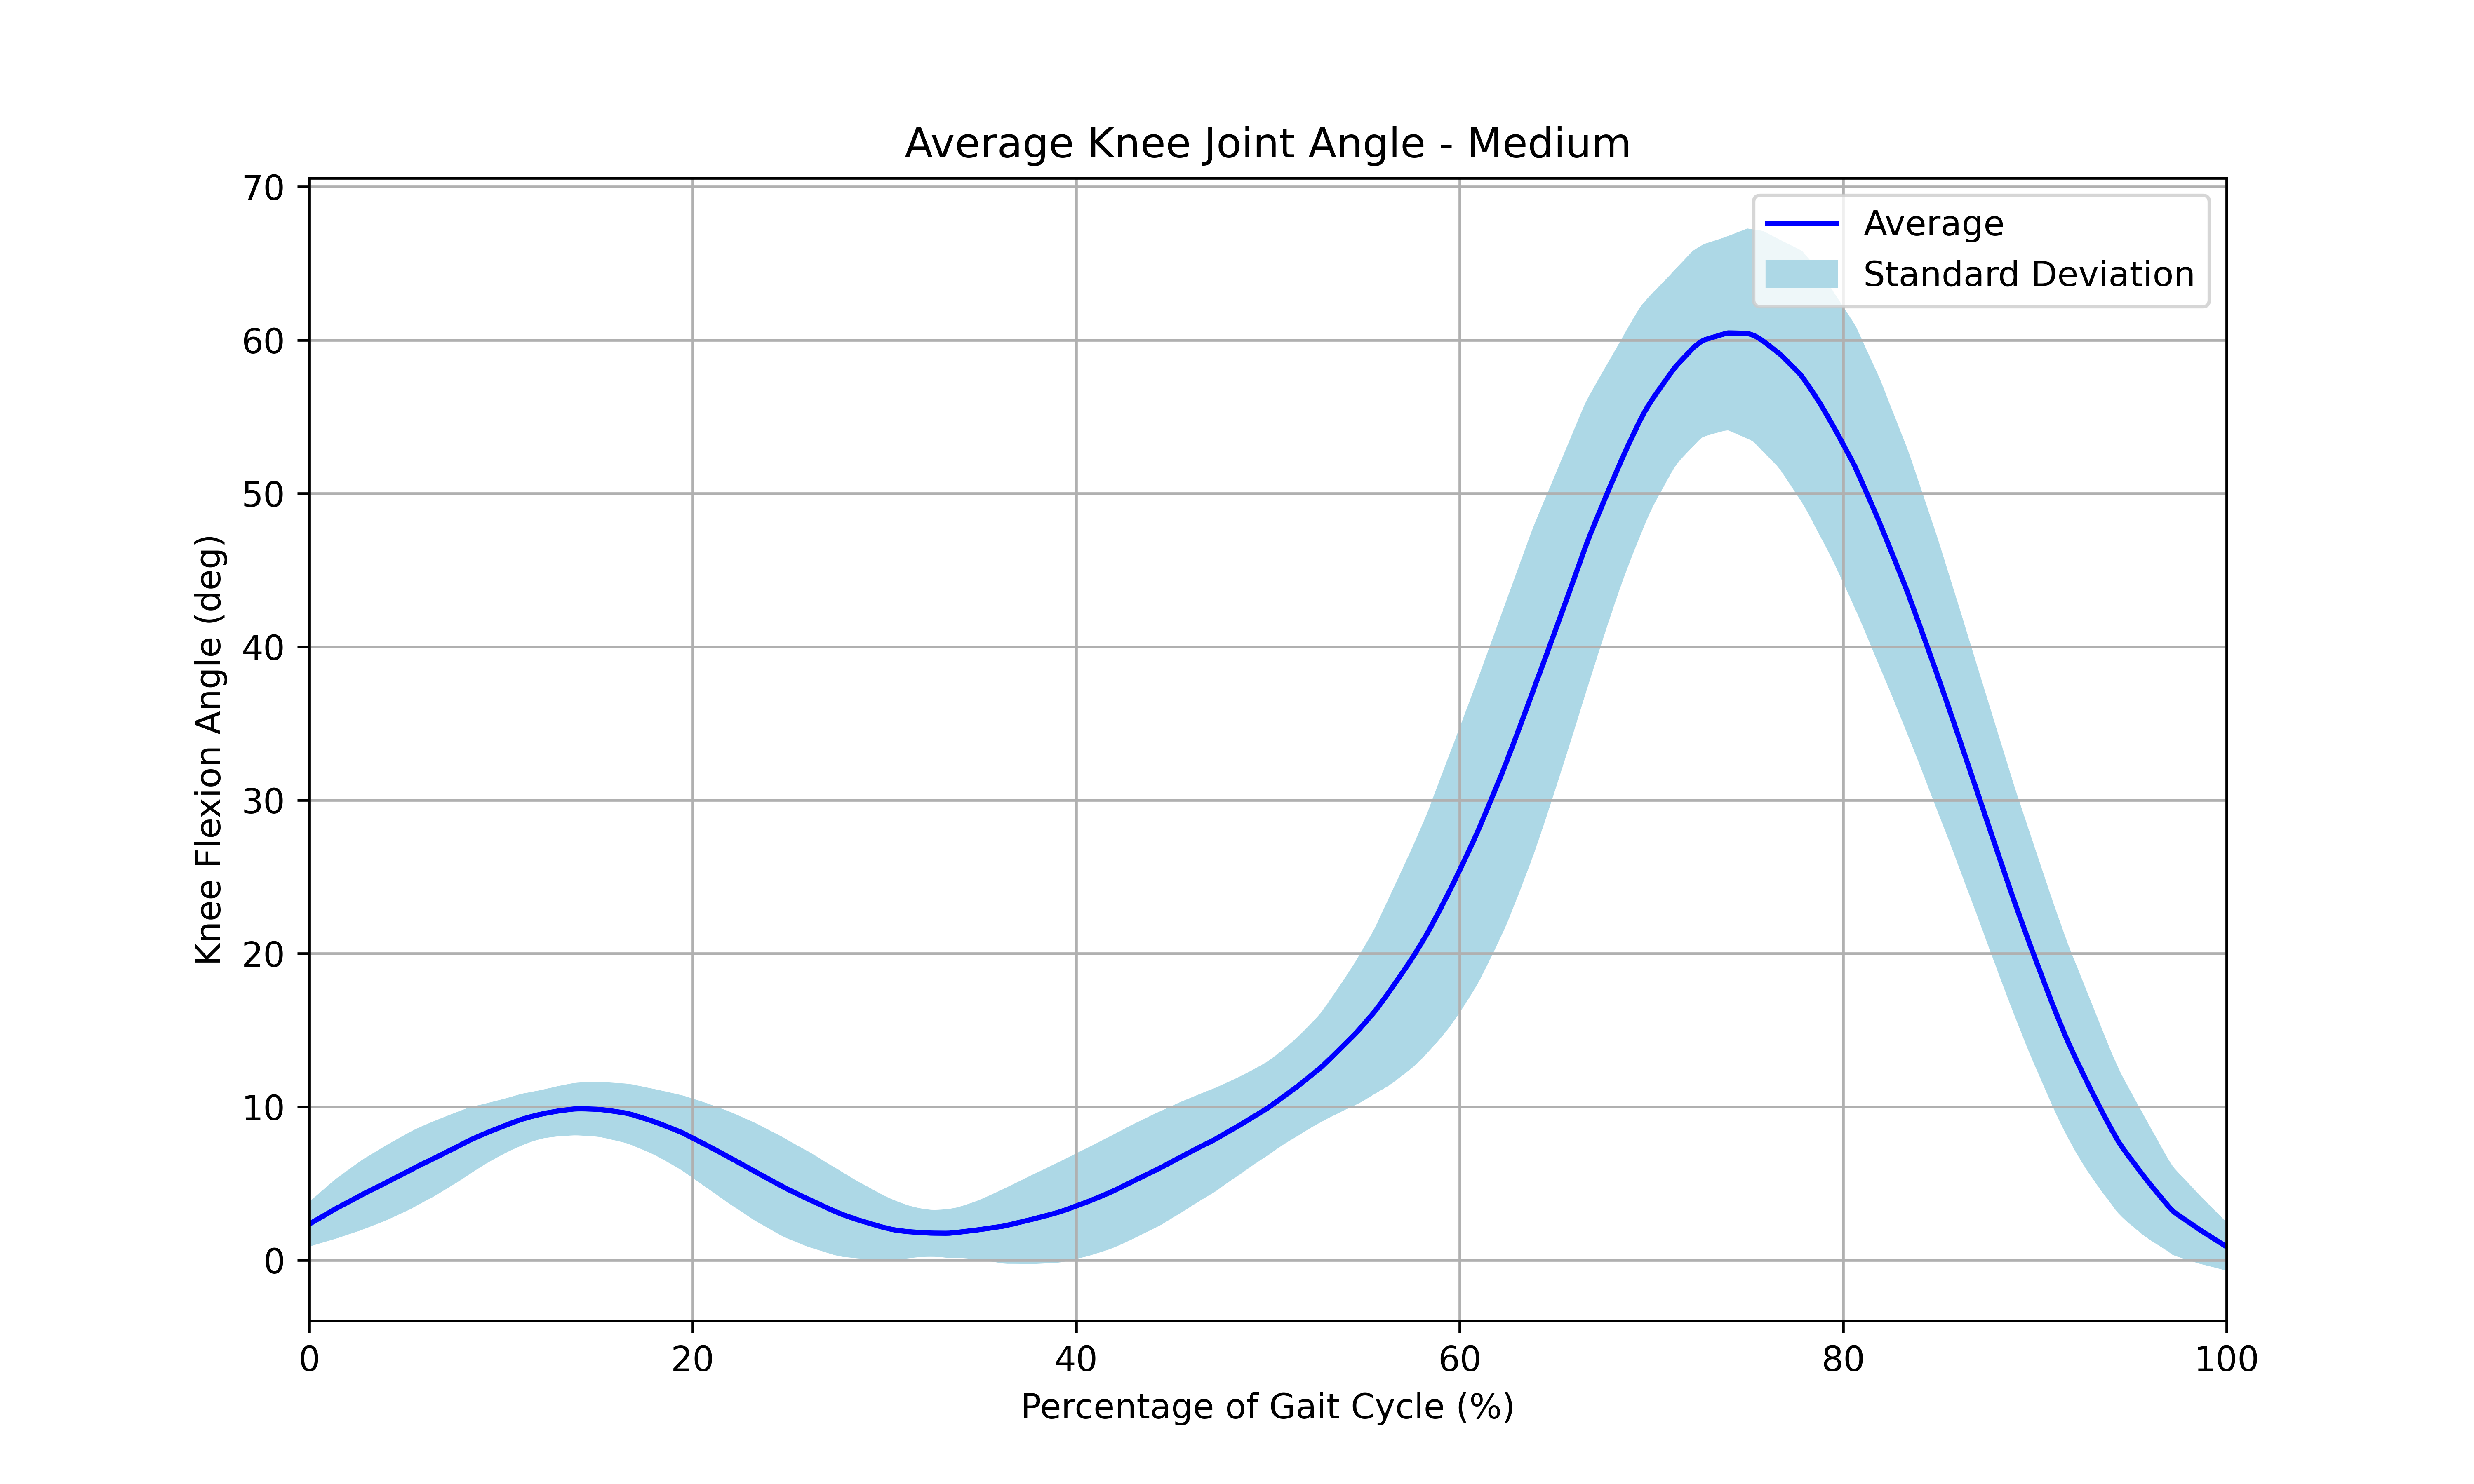 Average Knee Joint Angle - Medium
Average
Standard Deviation
Knee Flexion Angle (deg)
70
60
50
40
30
20
10
0
0 20 40 60 80 100
Percentage of Gait Cycle (%)